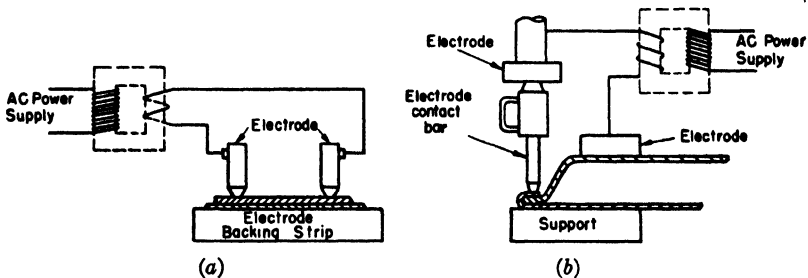 AC Power
Supply
Electrode
Electrode
Backing Strip
(a)
(b)
Electrode
AC Power
Supply
Electrode
contact
bar
Electrode
Support